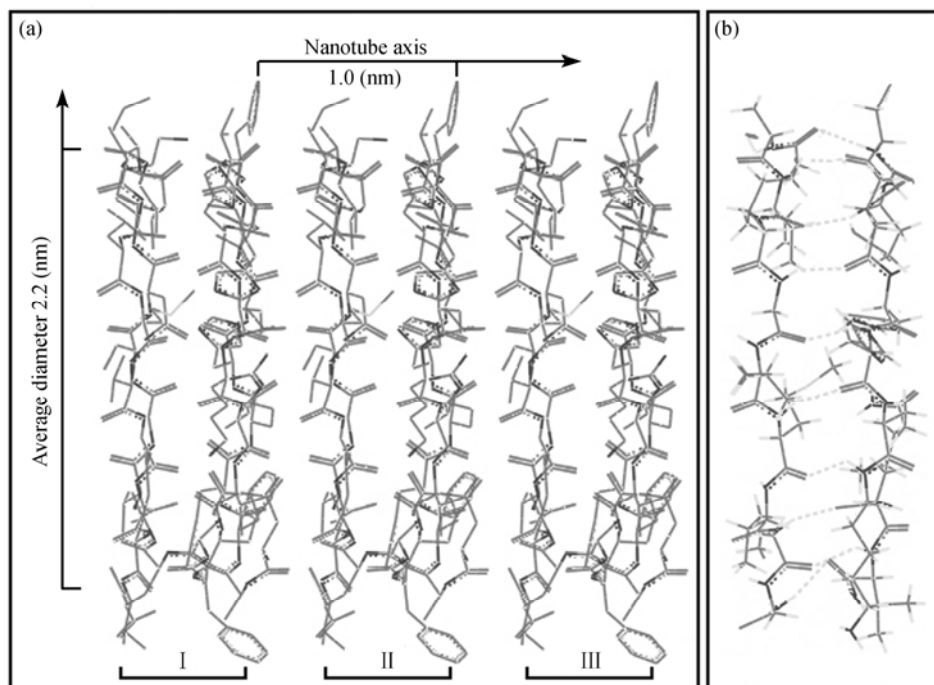 (a)
Nanotube axis
1.0 (nm)
Average diameter 2.2 (nm)
I
II
III
(b)